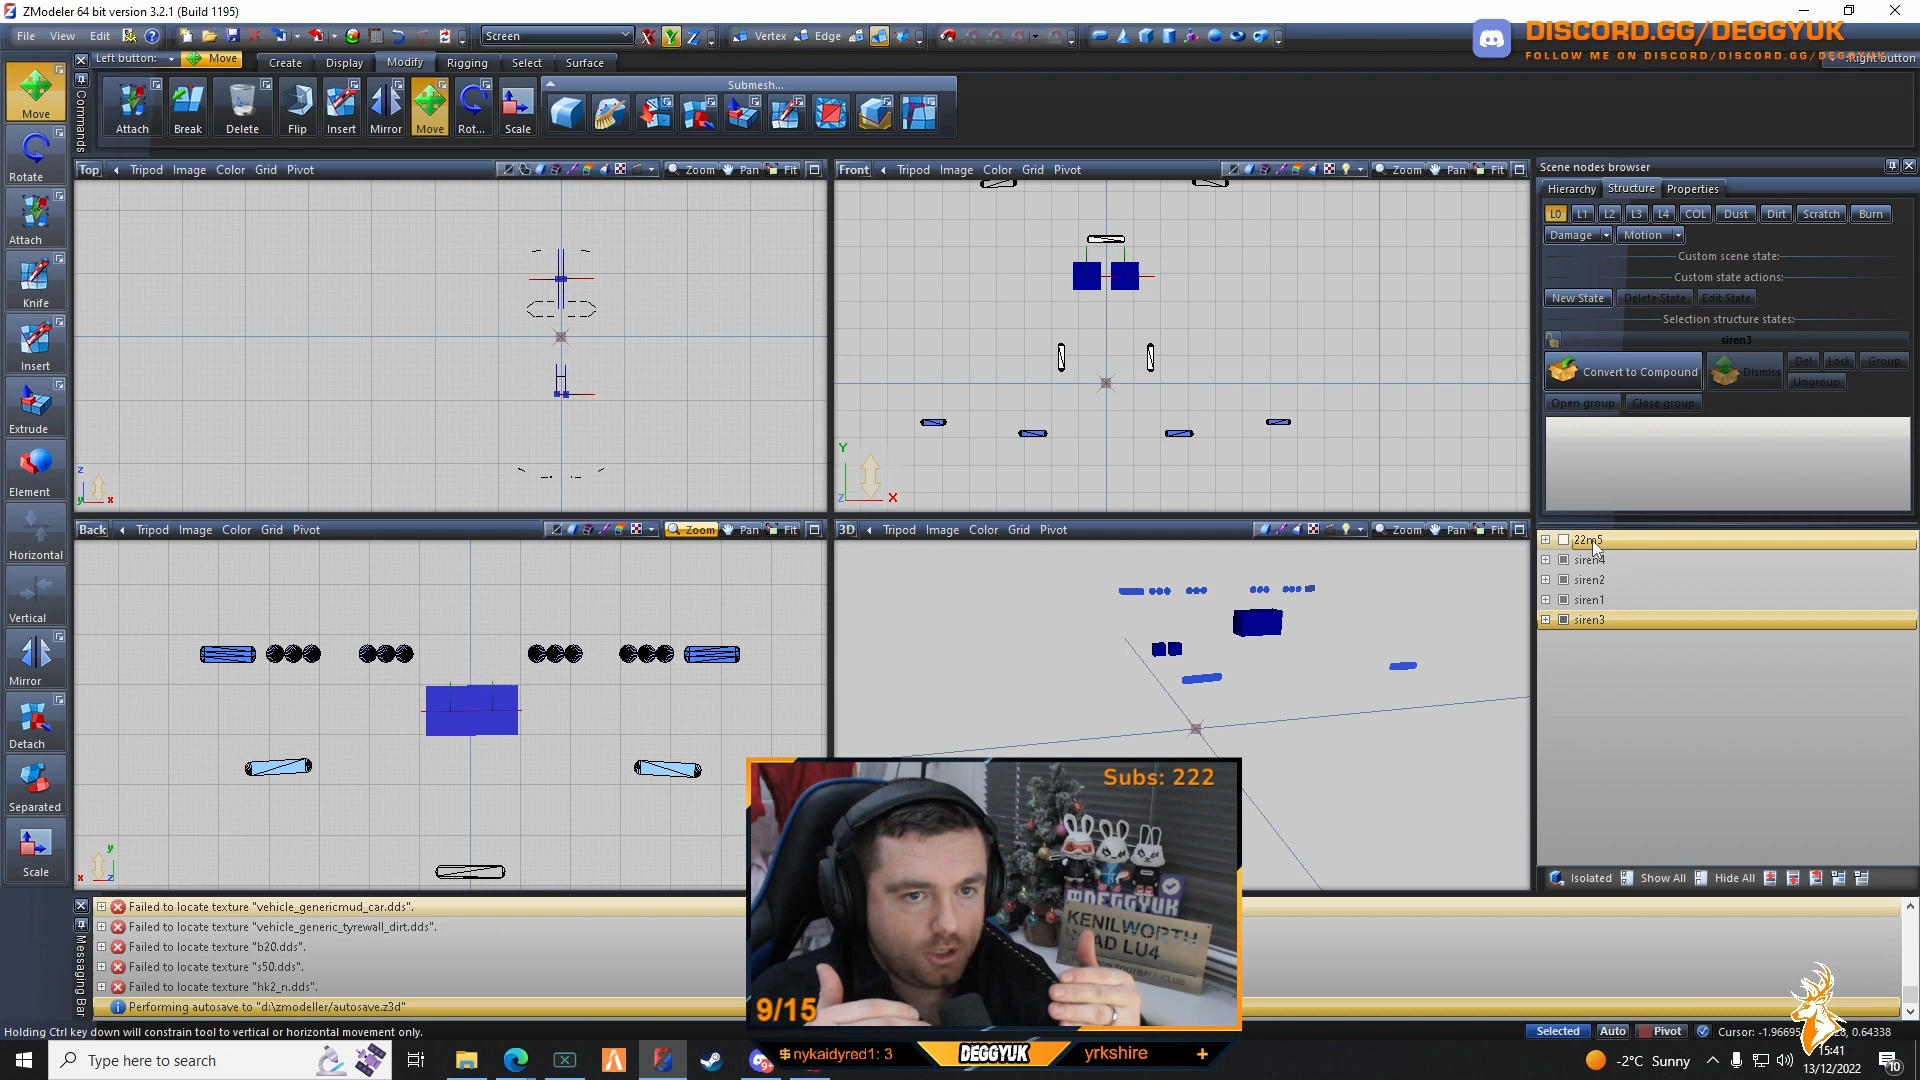 ZModeler 64 bit version 3.2.1 (Build 1195)
File View Edit
Screen
X Y Z
Vertex Edge
DISCORD.GG/DEGGYUK
FOLLOW ME ON DISCORD/DISCORD.GG/DEGGYUK
Left button: Move
Right button
Create Display Modify Rigging Select Surface
Commands
Attach Break Delete Flip Insert Mirror Move Rot... Scale
Submesh...
Move
Rotate
Attach
Knife
Insert
Extrude
Element
Horizontal
Vertical
Mirror
Detach
Separated
Scale
Top Tripod Image Color Grid Pivot Zoom Pan Fit
z
y x
Front Tripod Image Color Grid Pivot Zoom Pan Fit
Y
Z X
Back Tripod Image Color Grid Pivot Zoom Pan Fit
y
x z
3D Tripod Image Color Grid Pivot Zoom Pan Fit
Scene nodes browser
Hierarchy Structure Properties
L0 L1 L2 L3 L4 COL Dust Dirt Scratch Burn
Damage Motion
Custom scene state:
Custom state actions:
New State Delete State Edit State
Selection structure states:
siren3
Convert to Compound Dismiss Del Lock Group
Ungroup
Open group Close group
22m5
siren4
siren2
siren1
siren3
Isolated Show All Hide All
Messaging Bar
Failed to locate texture "vehicle_genericmud_car.dds".
Failed to locate texture "vehicle_generic_tyrewall_dirt.dds".
Failed to locate texture "b20.dds".
Failed to locate texture "s50.dds".
Failed to locate texture "hk2_n.dds".
Performing autosave to "d:\zmodeller/autosave.z3d"
Subs: 222
@DEGGYUK
KENILWORTH
LU4
9/15
Holding Ctrl key down will constrain tool to vertical or horizontal movement only.
Selected Auto Pivot Cursor: 0.64338
Type here to search
nykaidyred1: 3 DEGGYUK yrkshire +
-2°C Sunny
15:41
13/12/2022
10